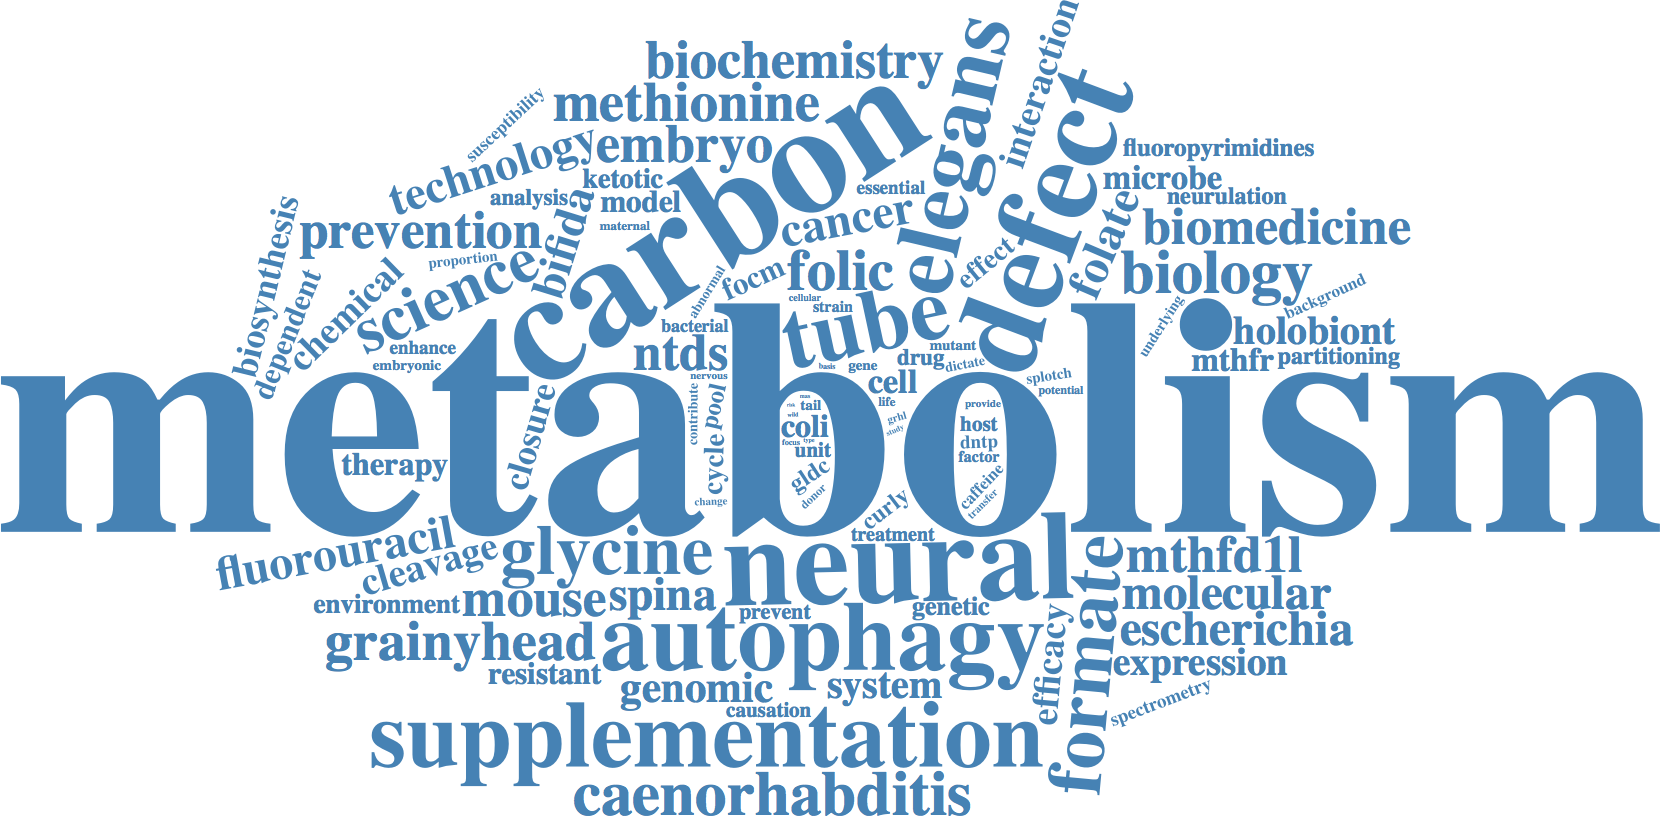 interaction
elegans
biochemistry
defect
carbon
methionine
susceptibility
technology
embryo
fluoropyrimidines
ketotic
microbe
essential
analysis
model
neurulation
bifida
folate
cancer
maternal
biosynthesis
prevention
biomedicine
science
proportion
effect
chemical
focm
folic
biology
abnormal
dependent
cellular
strain
tube
background
underlying
bacterial
holobiont
enhance
ntds
mutant
drug
mthfr
partitioning
embryonic
basis
gene
dictate
nervous
cell
splotch
potential
metabolism
closure
contribute
pool
mus
tail
risk
wild
life
provide
coli
grhl
study
host
focus
type
dntp
unit
factor
therapy
cycle
gldc
caffeine
donor
transfer
change
curly
treatment
fluorouracil
cleavage
glycine
neural
formate
mthfd1l
environment
mouse
spina
prevent
genetic
molecular
grainyhead
autophagy
efficacy
escherichia
resistant
expression
genomic
system
spectrometry
causation
supplementation
caenorhabditis